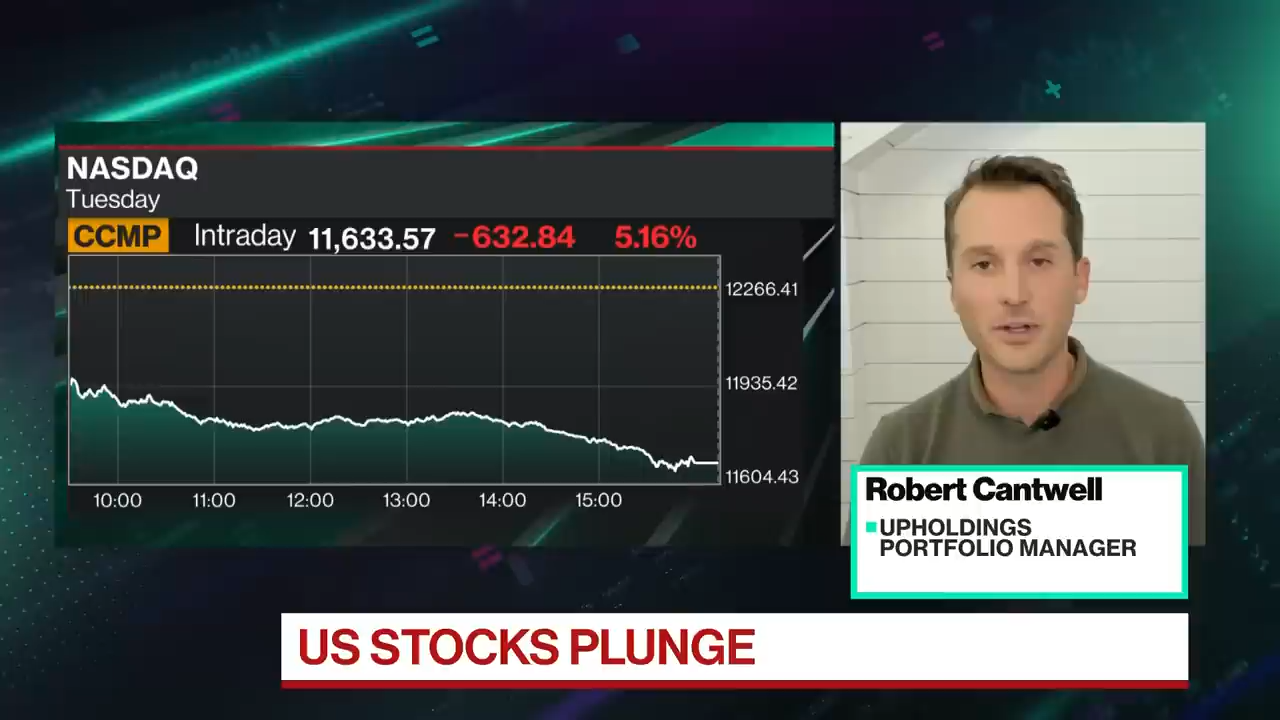 NASDAQ
Tuesday
CCMP Intraday 11,633.57 -632.84 5.16%
12266.41
11935.42
11604.43
10:00 11:00 12:00 13:00 14:00 15:00
Robert Cantwell
UPHOLDINGS
PORTFOLIO MANAGER
US STOCKS PLUNGE